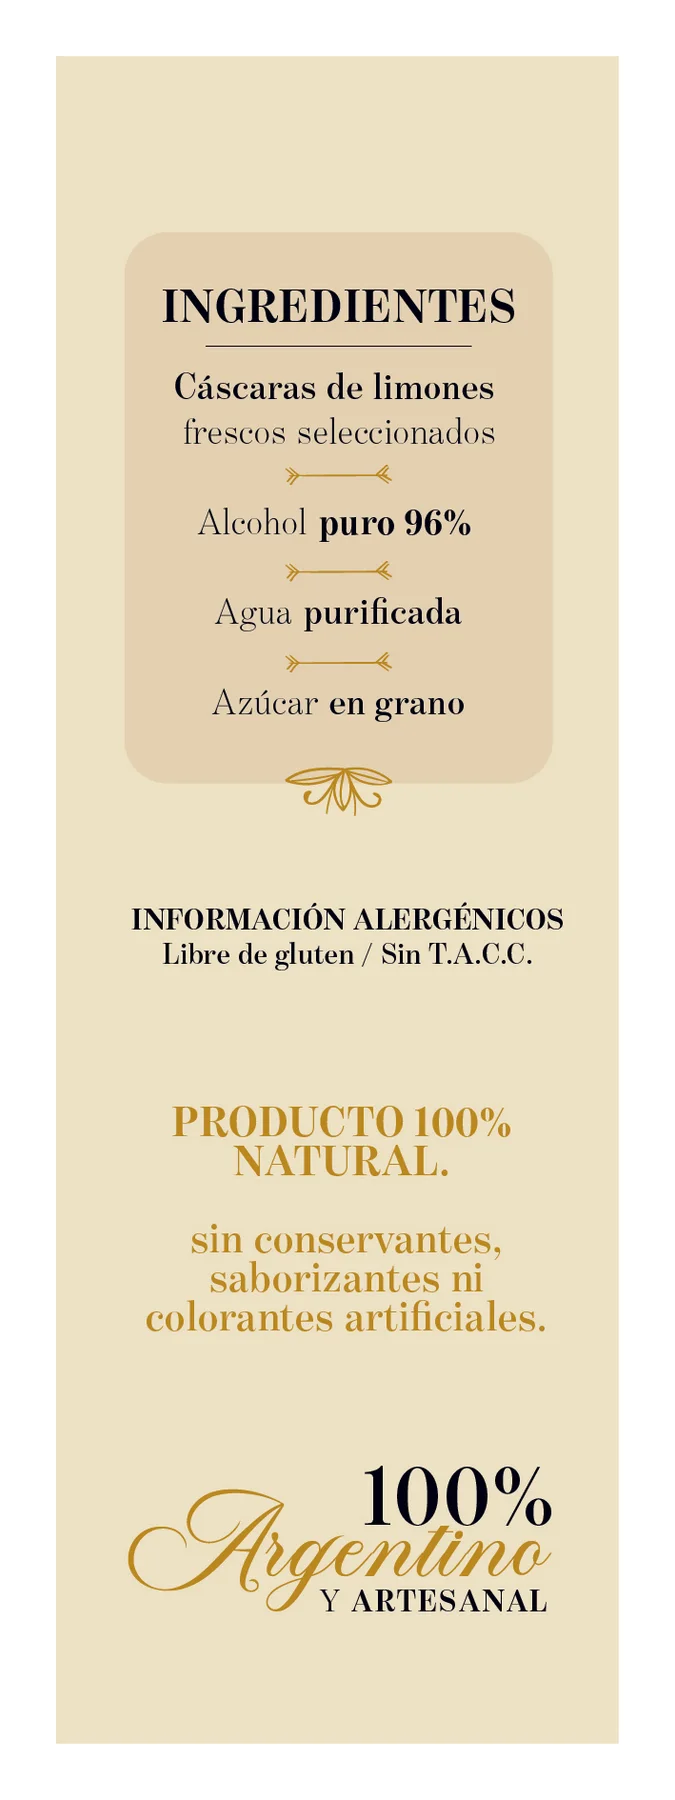 INGREDIENTES
Cáscaras de limones
frescos seleccionados
Alcohol puro 96%
Agua purificada
Azúcar en grano
INFORMACIÓN ALERGÉNICOS
Libre de gluten / Sin T.A.C.C.
PRODUCTO 100%
NATURAL.
sin conservantes,
saborizantes ni
colorantes artificiales.
100%
Argentino
Y ARTESANAL